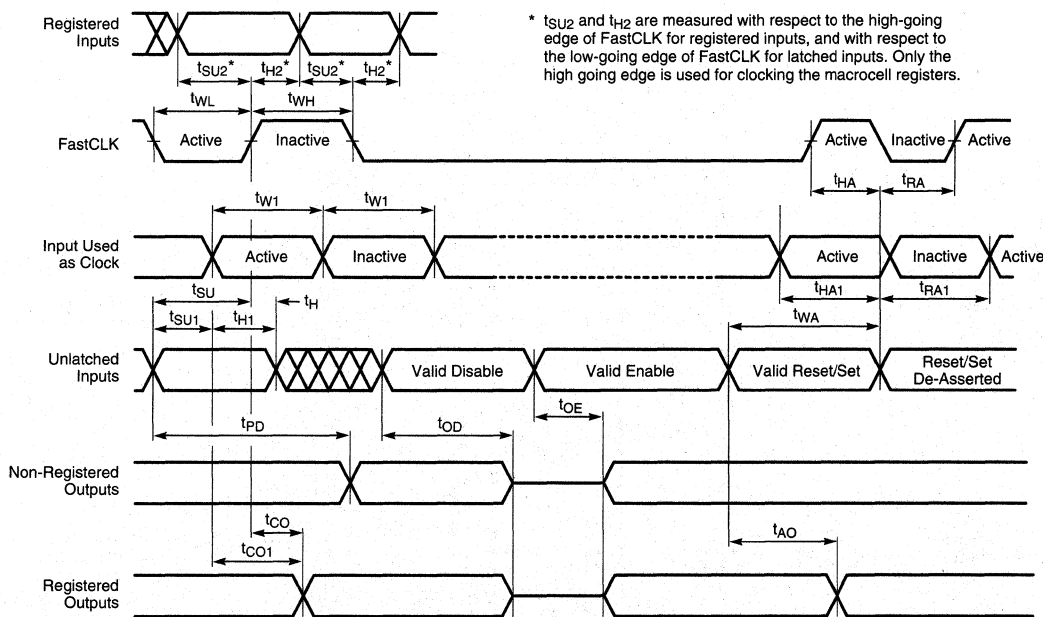 Registered
Inputs
* tSU2 and tH2 are measured with respect to the high-going
edge of FastCLK for registered inputs, and with respect to
the low-going edge of FastCLK for latched inputs. Only the
high going edge is used for clocking the macrocell registers.
tSU2* tH2* tSU2* tH2*
tWL tWH
FastCLK Active Inactive Active Inactive Active
tHA tRA
tW1 tW1
Input Used
as Clock
Active Inactive Active Inactive Active
tSU tH tHA1 tRA1
tSU1 tH1 tWA
Unlatched
Inputs
Valid Disable Valid Enable Valid Reset/Set Reset/Set
De-Asserted
tOE
tPD tOD
Non-Registered
Outputs
tCO tAO
tCO1
Registered
Outputs